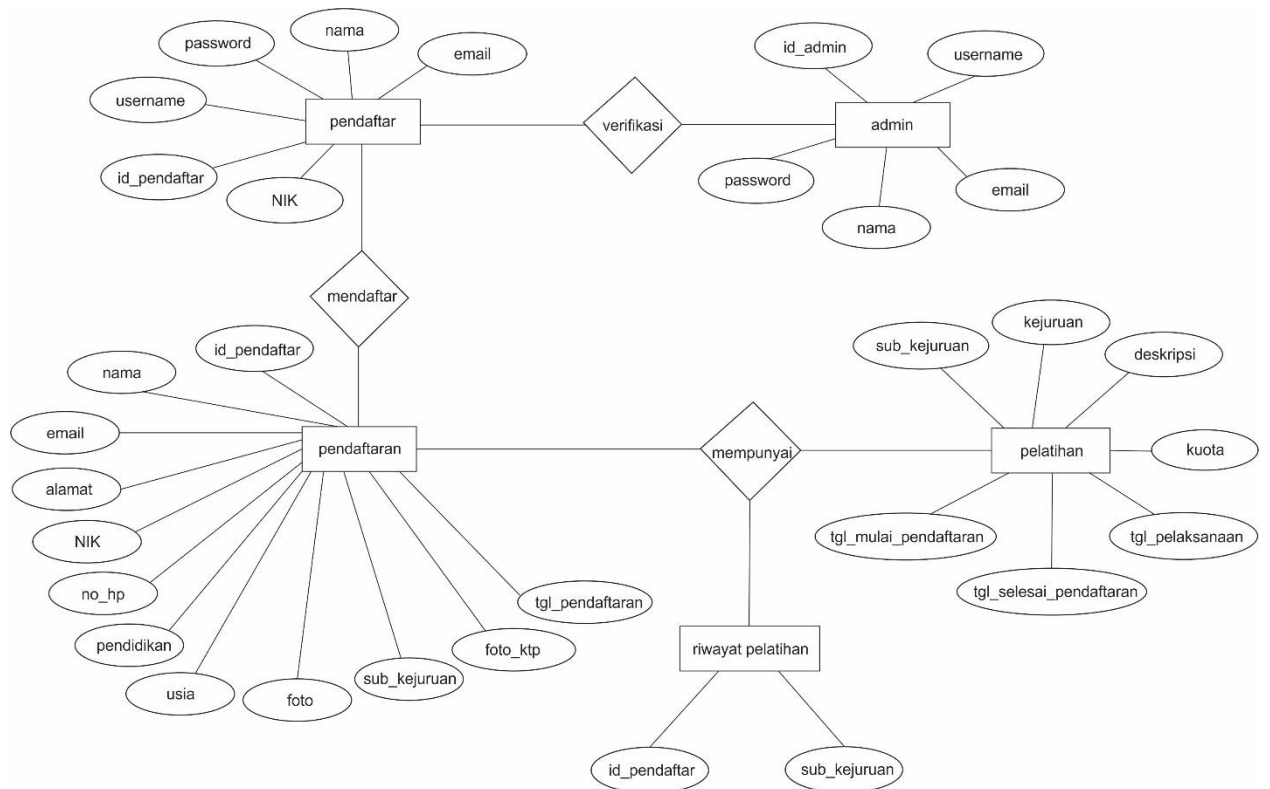 nama
password
email
username
pendaftar
id_pendaftar
NIK
verifikasi
id_admin
username
admin
password
email
nama
mendaftar
id_pendaftar
nama
email
pendaftaran
alamat
NIK
no_hp
pendidikan
usia
foto
sub_kejuruan
foto_ktp
tgl_pendaftaran
mempunyai
kejuruan
sub_kejuruan
deskripsi
pelatihan
kuota
tgl_mulai_pendaftaran
tgl_pelaksanaan
tgl_selesai_pendaftaran
riwayat pelatihan
id_pendaftar
sub_kejuruan